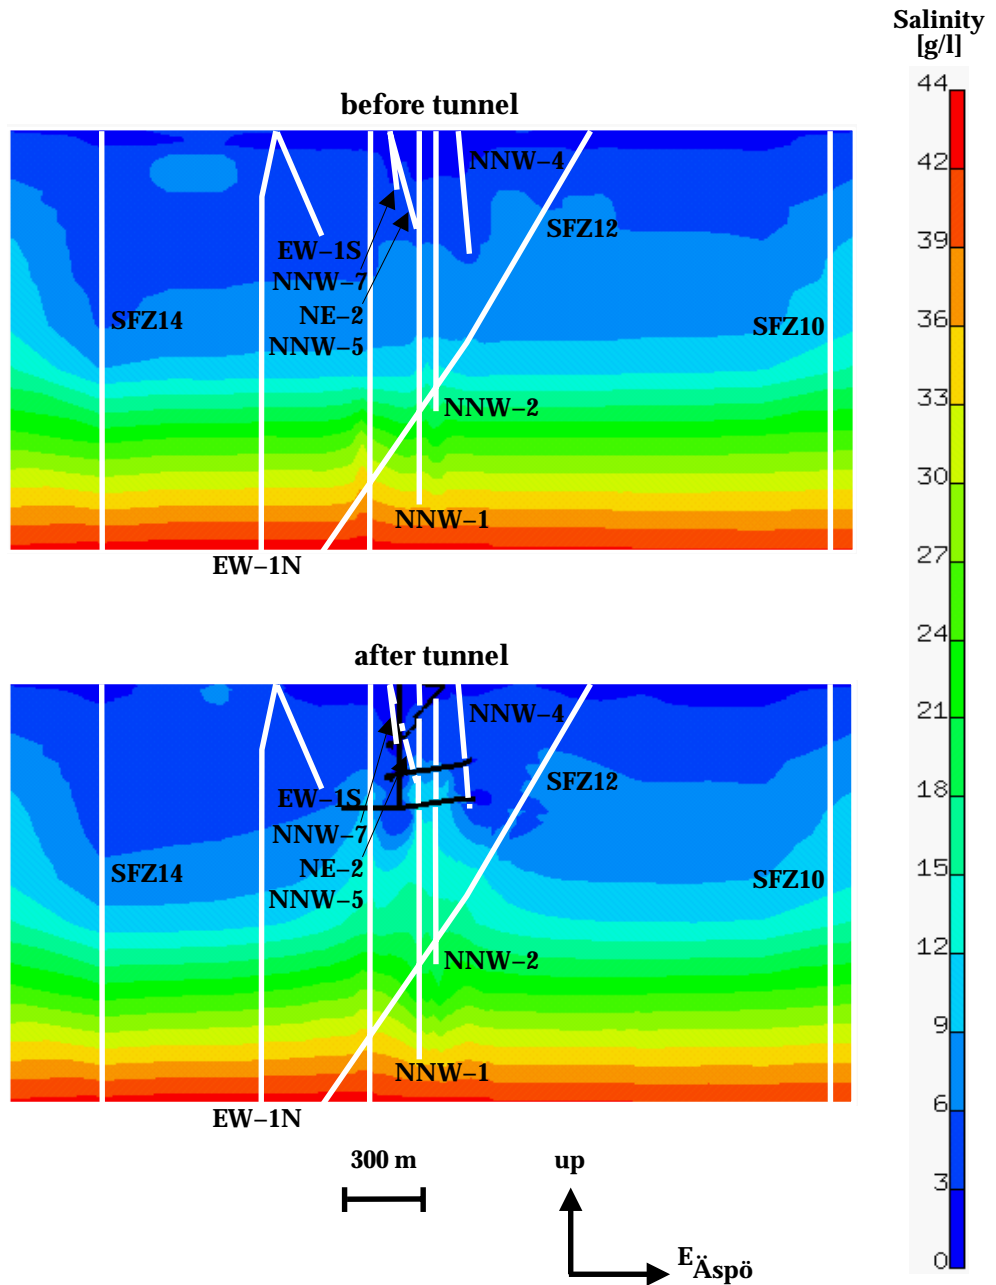 Salinity
[g/l]
44
42
39
36
33
30
27
24
21
18
15
12
9
6
3
0
before tunnel
NNW–4
SFZ12
EW–1S
NNW–7
NE–2
NNW–5
SFZ14
SFZ10
NNW–2
NNW–1
EW–1N
after tunnel
NNW–4
SFZ12
EW–1S
NNW–7
NE–2
NNW–5
SFZ14
SFZ10
NNW–2
NNW–1
EW–1N
300 m
up
E Äspö